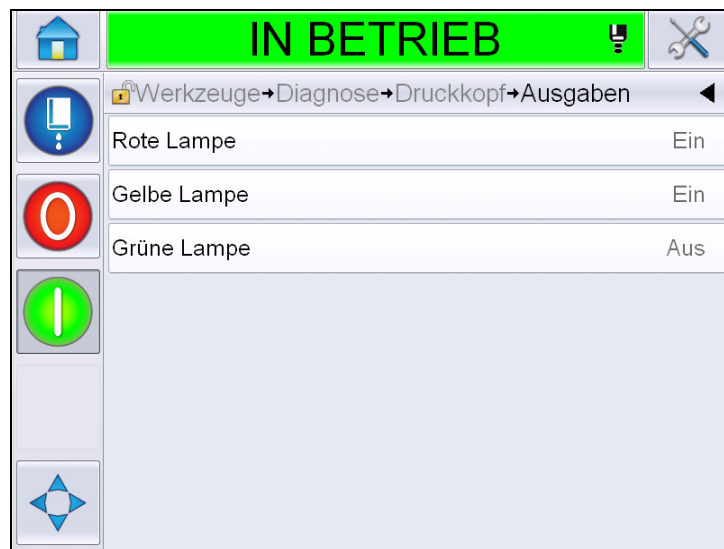 IN BETRIEB
Werkzeuge→Diagnose→Druckkopf→Ausgaben
Rote Lampe Ein
Gelbe Lampe Ein
Grüne Lampe Aus